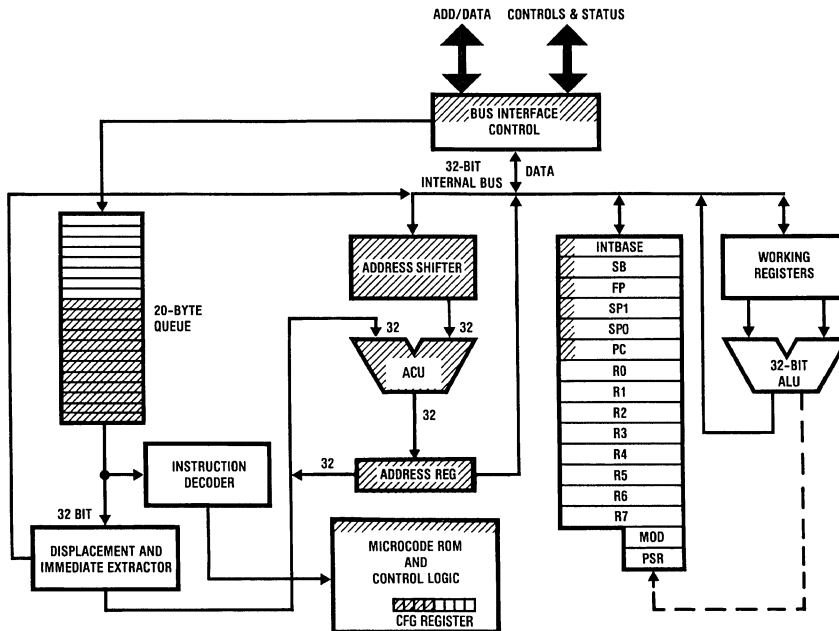 ADD/DATA
CONTROLS & STATUS
BUS INTERFACE
CONTROL
32-BIT
INTERNAL BUS
DATA
20-BYTE
QUEUE
ADDRESS SHIFTER
32
32
ACU
32
32
ADDRESS REG
INTBASE
SB
FP
SP1
SP0
PC
R0
R1
R2
R3
R4
R5
R6
R7
MOD
PSR
WORKING
REGISTERS
32-BIT
ALU
INSTRUCTION
DECODER
32 BIT
DISPLACEMENT AND
IMMEDIATE EXTRACTOR
MICROCODE ROM
AND
CONTROL LOGIC
CFG REGISTER